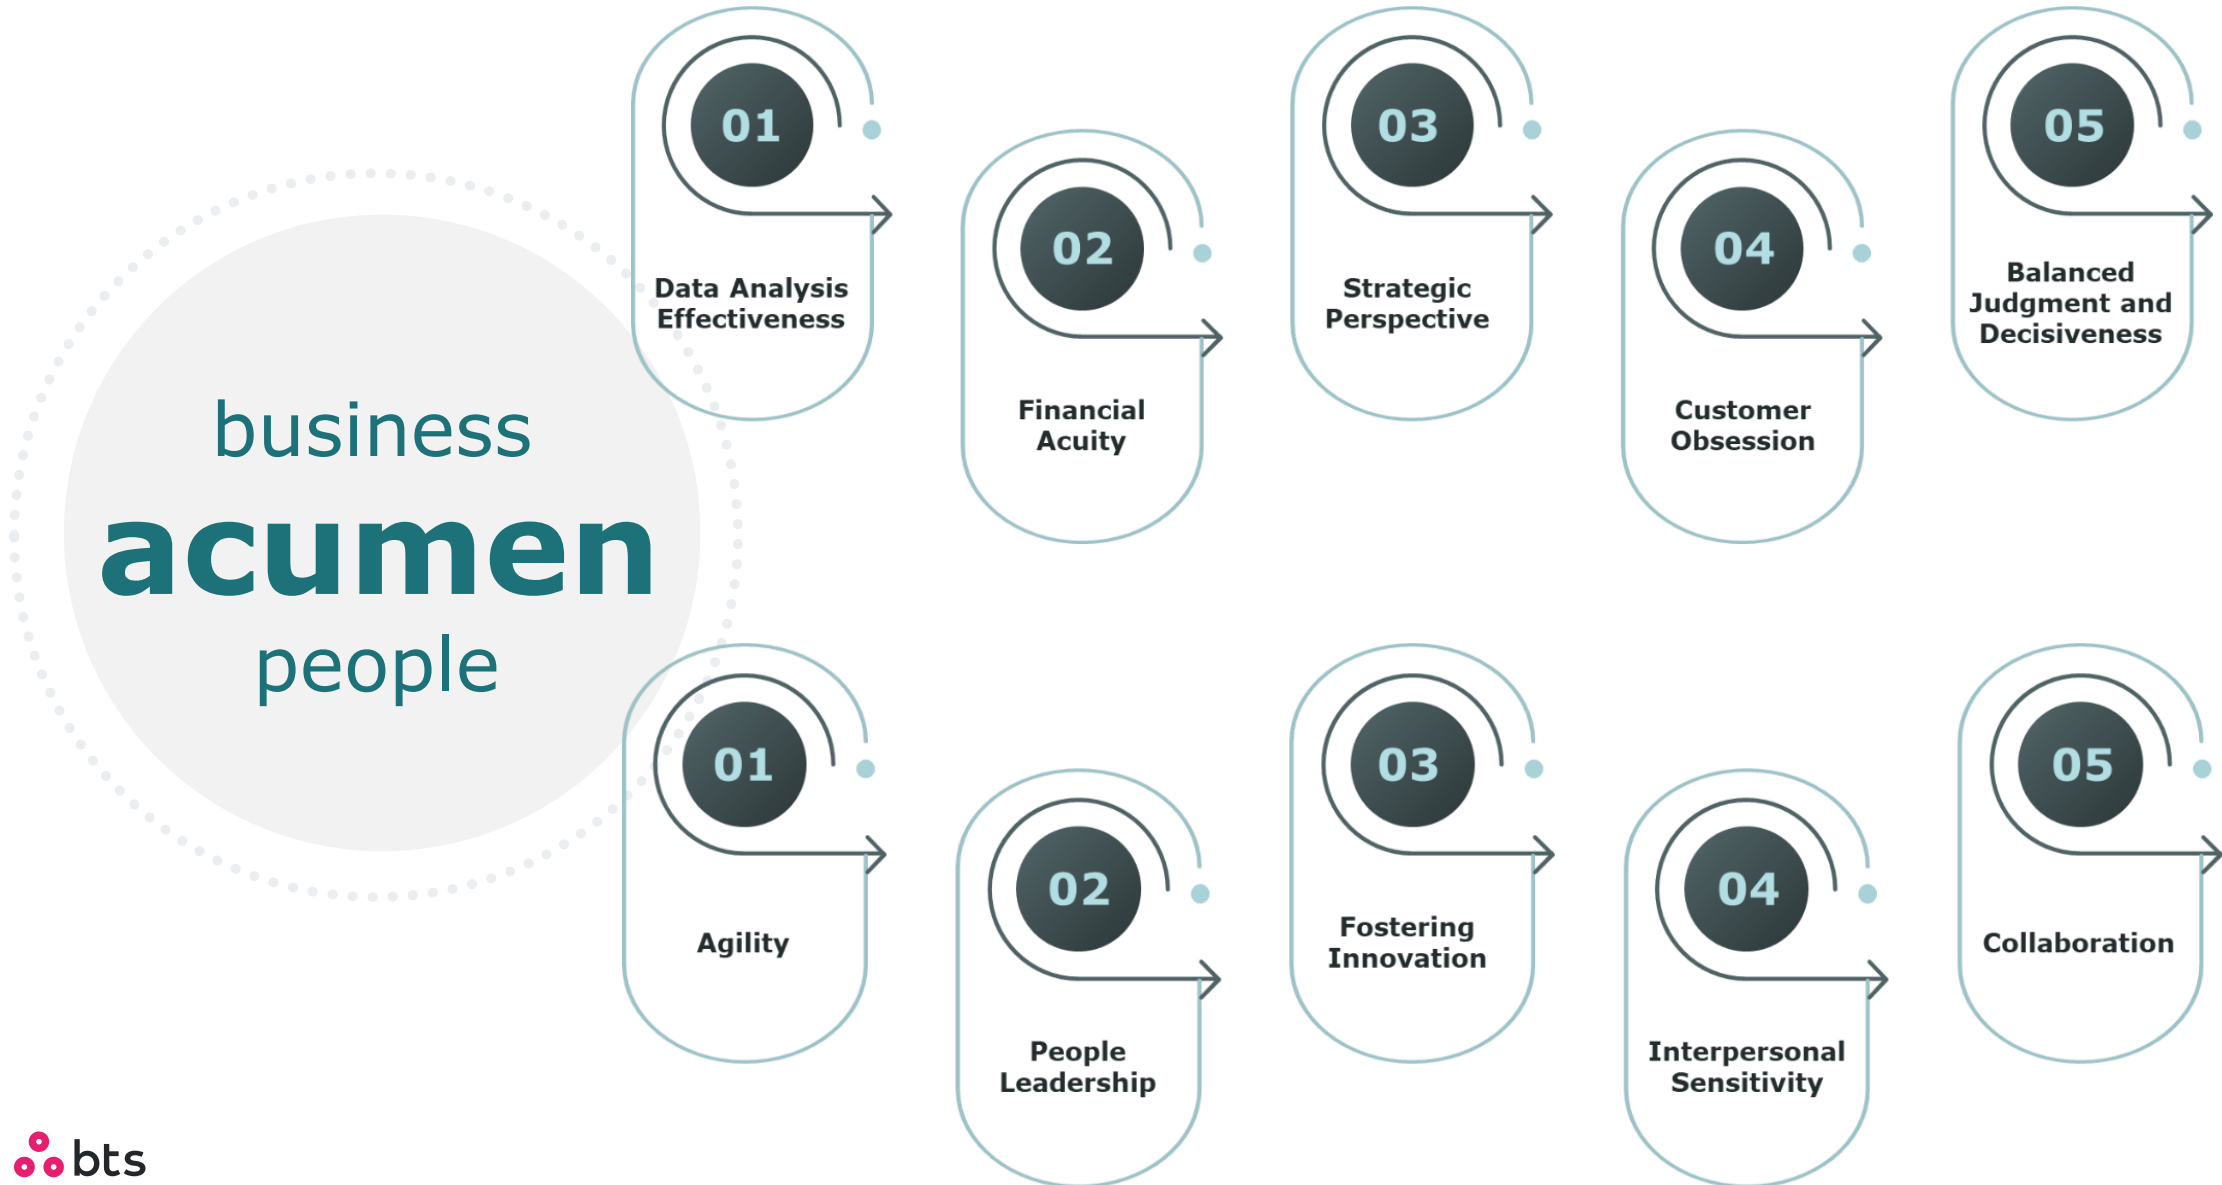 business
acumen
people
01
Data Analysis
Effectiveness
02
Financial
Acuity
03
Strategic
Perspective
04
Customer
Obsession
05
Balanced
Judgment and
Decisiveness
01
Agility
02
People
Leadership
03
Fostering
Innovation
04
Interpersonal
Sensitivity
05
Collaboration
bts